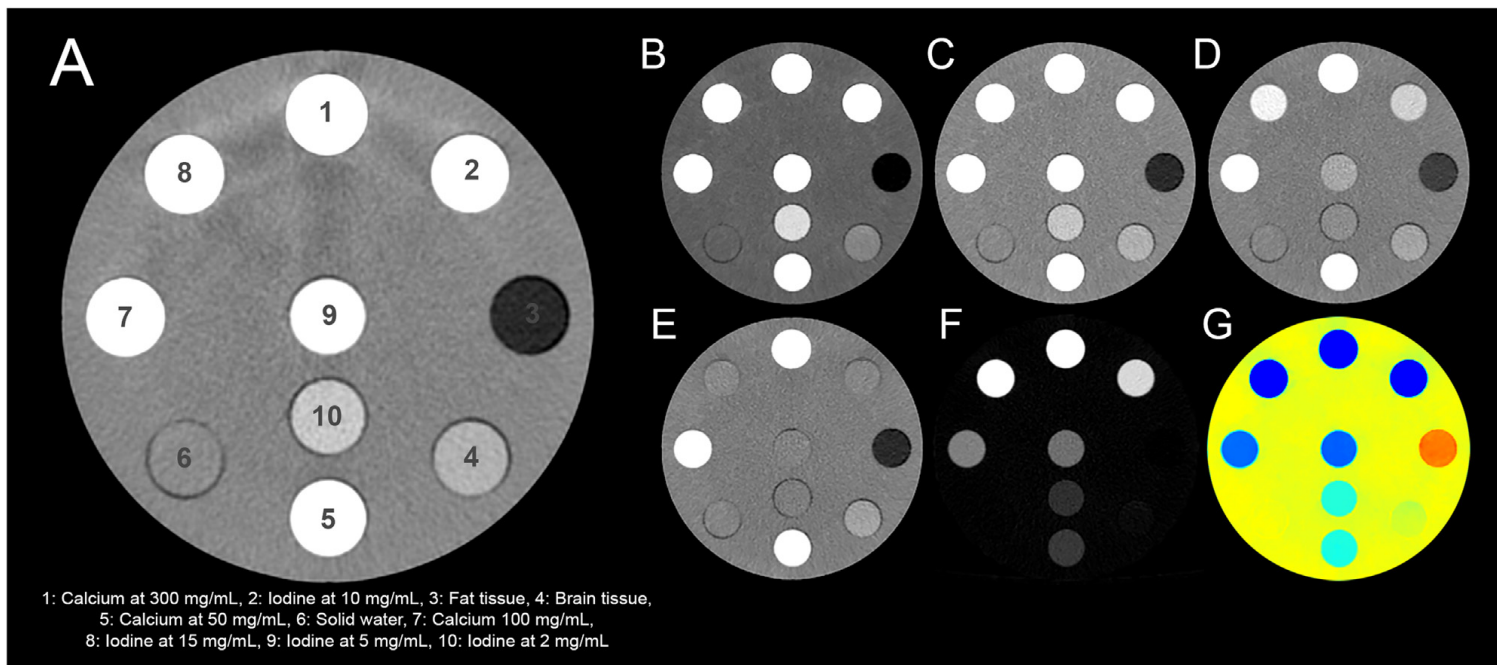 A
B
C
D
1
8
2
7
9
3
10
6
4
5
E
F
G
1: Calcium at 300 mg/mL, 2: Iodine at 10 mg/mL, 3: Fat tissue, 4: Brain tissue,
5: Calcium at 50 mg/mL, 6: Solid water, 7: Calcium 100 mg/mL,
8: Iodine at 15 mg/mL, 9: Iodine at 5 mg/mL, 10: Iodine at 2 mg/mL